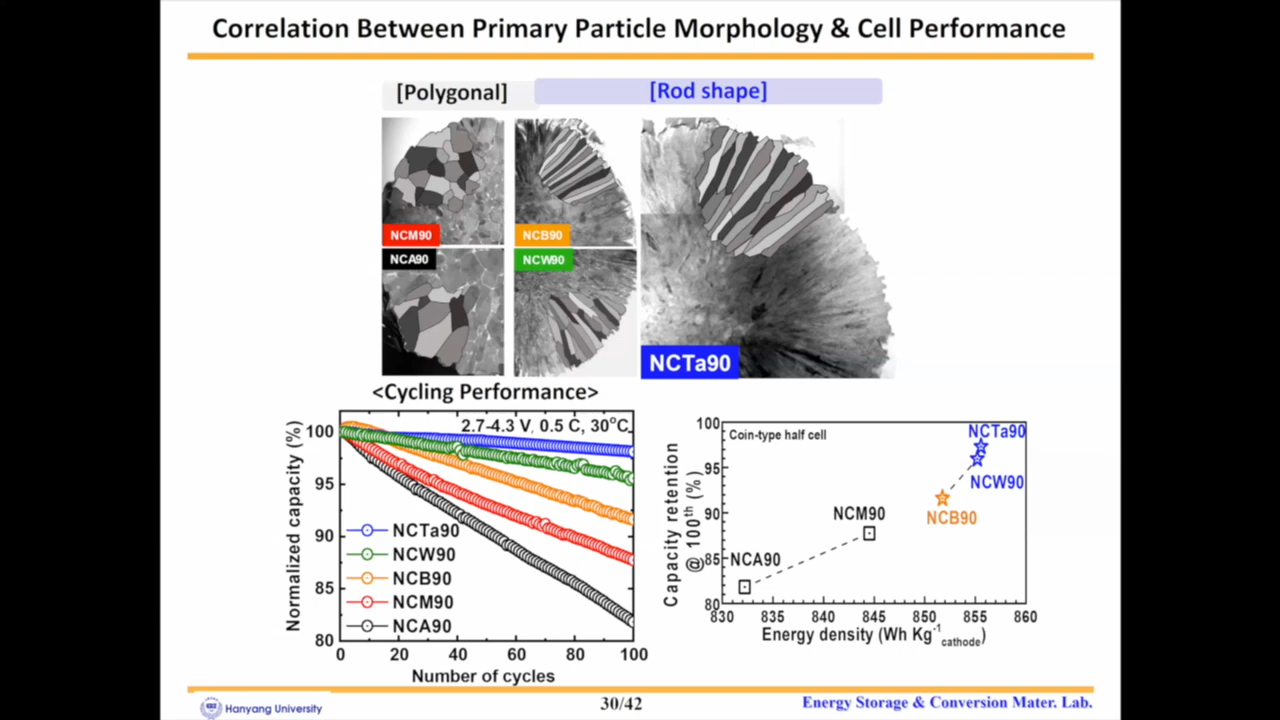 Correlation Between Primary Particle Morphology & Cell Performance
[Polygonal]
[Rod shape]
NCM90
NCB90
NCA90
NCW90
NCTa90
<Cycling Performance>
2.7-4.3 V, 0.5 C, 30°C
Normalized capacity (%)
100
95
90
85
80
NCTa90
NCW90
NCB90
NCM90
NCA90
0 20 40 60 80 100
Number of cycles
Capacity retention
@ 100th (%)
100
95
90
85
80
Coin-type half cell
NCTa90
NCW90
NCB90
NCM90
NCA90
830 835 840 845 850 855 860
Energy density (Wh Kg-1 cathode)
Hanyang University
30/42
Energy Storage & Conversion Mater. Lab.